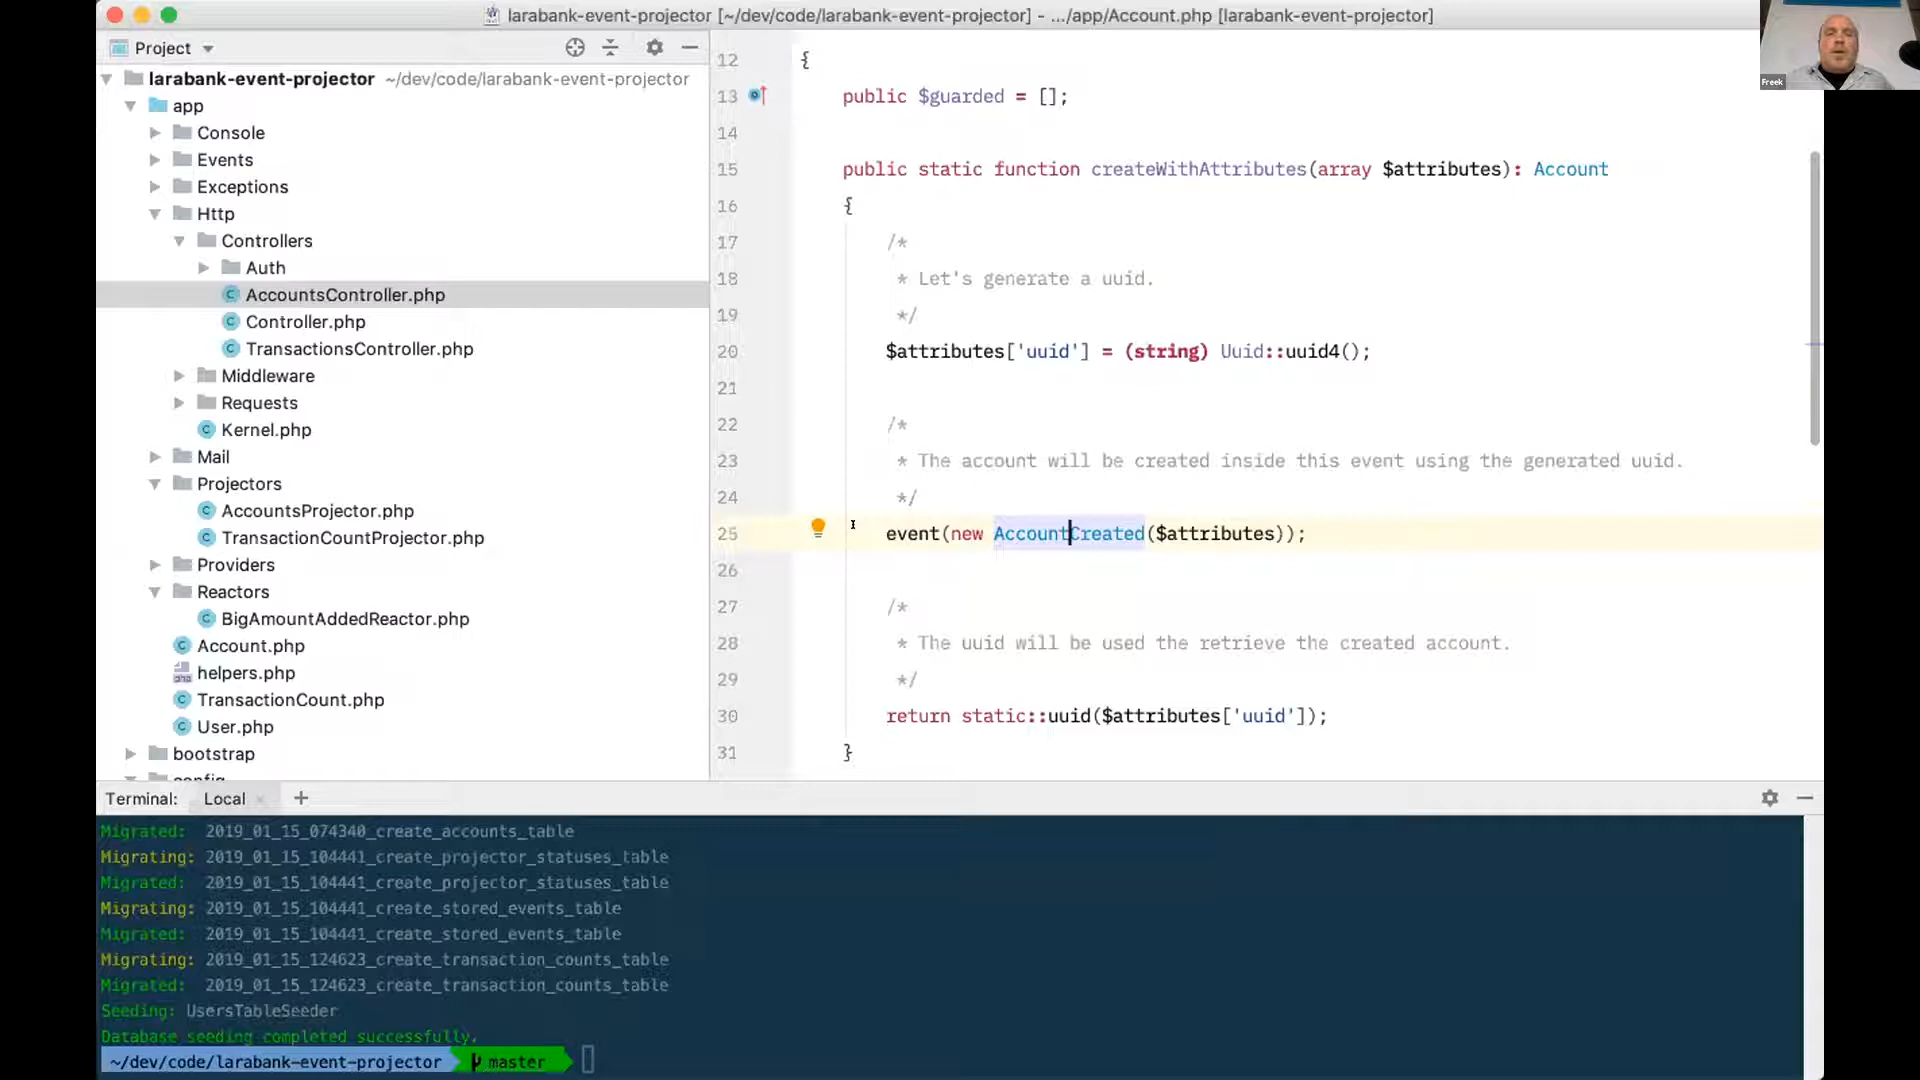 larabank-event-projector [~/dev/code/larabank-event-projector] - .../app/Account.php [larabank-event-projector]
Freek
Project
larabank-event-projector ~/dev/code/larabank-event-projector
app
Console
Events
Exceptions
Http
Controllers
Auth
AccountsController.php
Controller.php
TransactionsController.php
Middleware
Requests
Kernel.php
Mail
Projectors
AccountsProjector.php
TransactionCountProjector.php
Providers
Reactors
BigAmountAddedReactor.php
Account.php
helpers.php
TransactionCount.php
User.php
bootstrap
config
12 {
13 public $guarded = [];
14
15 public static function createWithAttributes(array $attributes): Account
16 {
17 /*
18 * Let's generate a uuid.
19 */
20 $attributes['uuid'] = (string) Uuid::uuid4();
21
22 /*
23 * The account will be created inside this event using the generated uuid.
24 */
25 event(new AccountCreated($attributes));
26
27 /*
28 * The uuid will be used the retrieve the created account.
29 */
30 return static::uuid($attributes['uuid']);
31 }
Terminal: Local × +
Migrated: 2019_01_15_074340_create_accounts_table
Migrating: 2019_01_15_104441_create_projector_statuses_table
Migrated: 2019_01_15_104441_create_projector_statuses_table
Migrating: 2019_01_15_104441_create_stored_events_table
Migrated: 2019_01_15_104441_create_stored_events_table
Migrating: 2019_01_15_124623_create_transaction_counts_table
Migrated: 2019_01_15_124623_create_transaction_counts_table
Seeding: UsersTableSeeder
Database seeding completed successfully.
~/dev/code/larabank-event-projector master